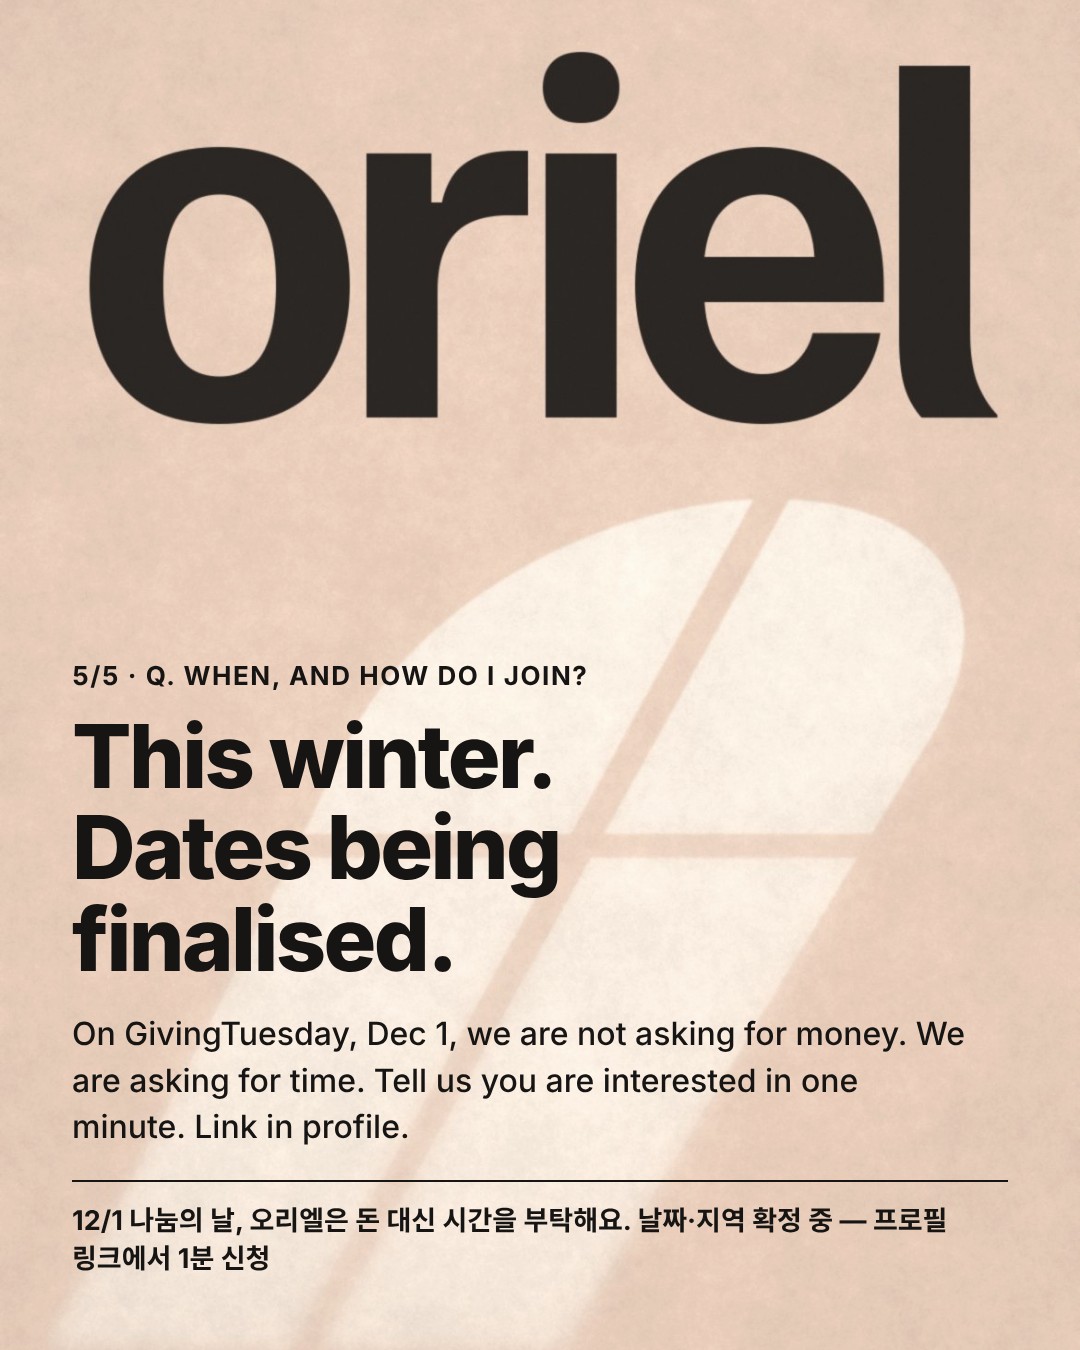 oriel
5/5 · Q. WHEN, AND HOW DO I JOIN?
This winter.
Dates being
finalised.
On GivingTuesday, Dec 1, we are not asking for money. We
are asking for time. Tell us you are interested in one
minute. Link in profile.
12/1 나눔의 날, 오리엘은 돈 대신 시간을 부탁해요. 날짜·지역 확정 중 — 프로필
링크에서 1분 신청